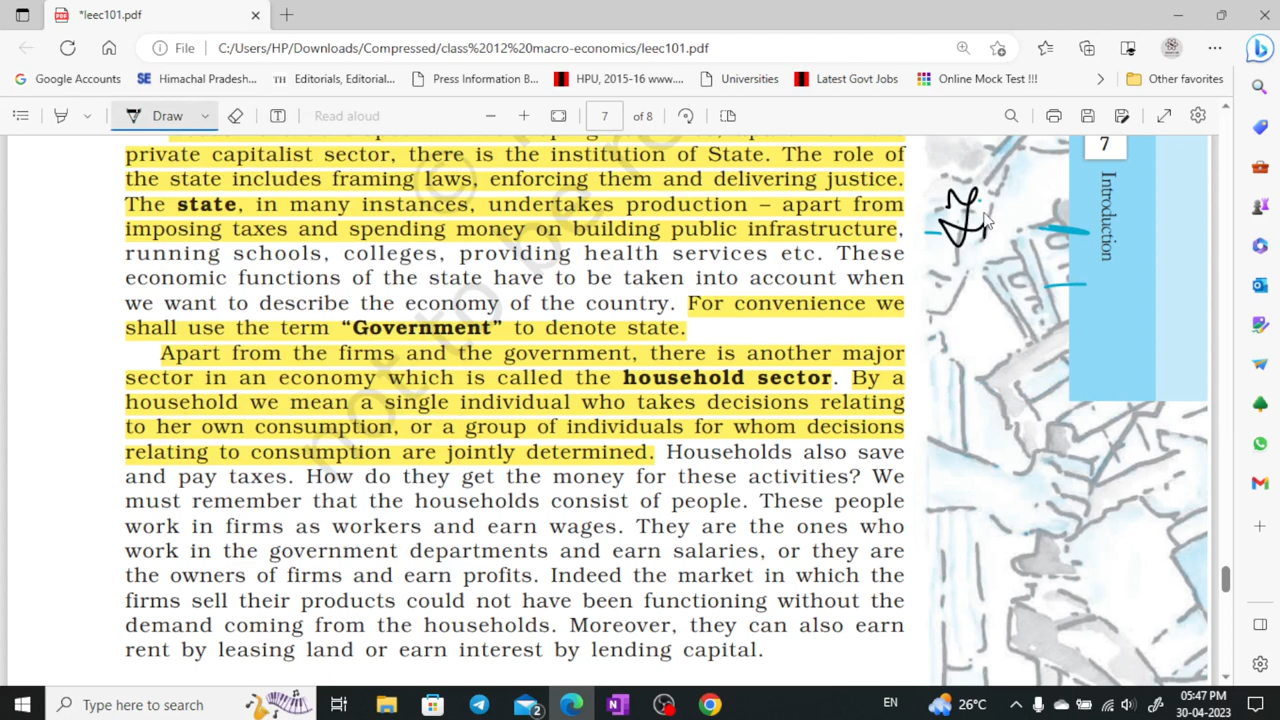 *leec101.pdf
File C:/Users/HP/Downloads/Compressed/class%2012%20macro-economics/leec101.pdf
Google Accounts SE Himachal Pradesh... TH Editorials, Editorial... Press Information B... HPU, 2015-16 www.... Universities Latest Govt Jobs Online Mock Test !!! Other favorites
Draw Read aloud 7 of 8
private capitalist sector, there is the institution of State. The role of
the state includes framing laws, enforcing them and delivering justice.
The state, in many instances, undertakes production – apart from
imposing taxes and spending money on building public infrastructure,
running schools, colleges, providing health services etc. These
economic functions of the state have to be taken into account when
we want to describe the economy of the country. For convenience we
shall use the term “Government” to denote state.
Apart from the firms and the government, there is another major
sector in an economy which is called the household sector. By a
household we mean a single individual who takes decisions relating
to her own consumption, or a group of individuals for whom decisions
relating to consumption are jointly determined. Households also save
and pay taxes. How do they get the money for these activities? We
must remember that the households consist of people. These people
work in firms as workers and earn wages. They are the ones who
work in the government departments and earn salaries, or they are
the owners of firms and earn profits. Indeed the market in which the
firms sell their products could not have been functioning without the
demand coming from the households. Moreover, they can also earn
rent by leasing land or earn interest by lending capital.
7
Introduction
not to be re
Type here to search 2 EN 26°C 05:47 PM
30-04-2023